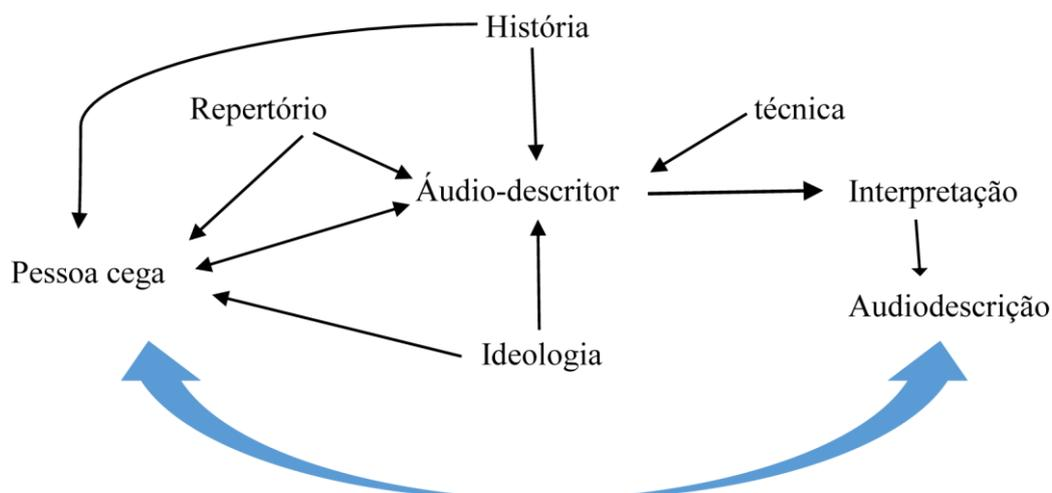 História
Repertório
técnica
Áudio-descritor
Interpretação
Pessoa cega
Audiodescrição
Ideologia